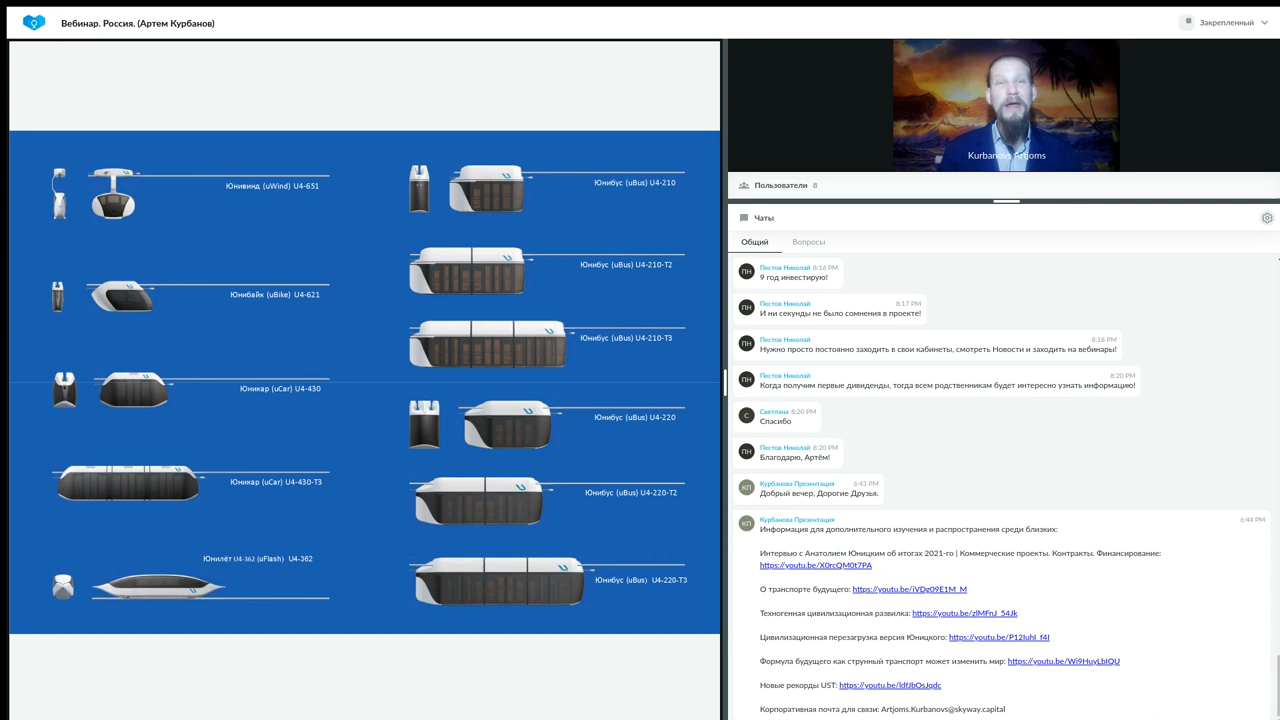 Вебинар. Россия. (Артем Курбанов)
Закрепленный
Юнивинд (uWind) U4-651
Юнибайк (uBike) U4-621
Юникар (uCar) U4-430
Юникар (uCar) U4-430-T3
Юнилёт U4-362 (uFlash) U4-362
Юнибус (uBus) U4-210
Юнибус (uBus) U4-210-T2
Юнибус (uBus) U4-210-T3
Юнибус (uBus) U4-220
Юнибус (uBus) U4-220-T2
Юнибус (uBus) U4-220-T3
Kurbanovs Artjoms
Пользователи 8
Чаты
Общий Вопросы
ПН Пестов Николай 8:16 PM
9 год инвестирую!
ПН Пестов Николай 8:17 PM
И ни секунды не было сомнения в проекте!
ПН Пестов Николай 8:18 PM
Нужно просто постоянно заходить в свои кабинеты, смотреть Новости и заходить на вебинары!
ПН Пестов Николай 8:20 PM
Когда получим первые дивиденды, тогда всем родственникам будет интересно узнать информацию!
С Светлана 8:20 PM
Спасибо
ПН Пестов Николай 8:20 PM
Благодарю, Артём!
КП Курбанова Презентация 6:43 PM
Добрый вечер, Дорогие Друзья.
КП Курбанова Презентация 6:44 PM
Информация для дополнительного изучения и распространения среди близких:
Интервью с Анатолием Юницким об итогах 2021-го | Коммерческие проекты. Контракты. Финансирование:
https://youtu.be/X0rcQM0t7PA
О транспорте будущего: https://youtu.be/iVDg09E1M_M
Техногенная цивилизационная развилка: https://youtu.be/zlMFnJ_54Jk
Цивилизационная перезагрузка версия Юницкого: https://youtu.be/P12IuhI_f4I
Формула будущего как струнный транспорт может изменить мир: https://youtu.be/Wi9HuyLbIQU
Новые рекорды UST: https://youtu.be/ldfJbOsJqdc
Корпоративная почта для связи: Artjoms.Kurbanovs@skyway.capital